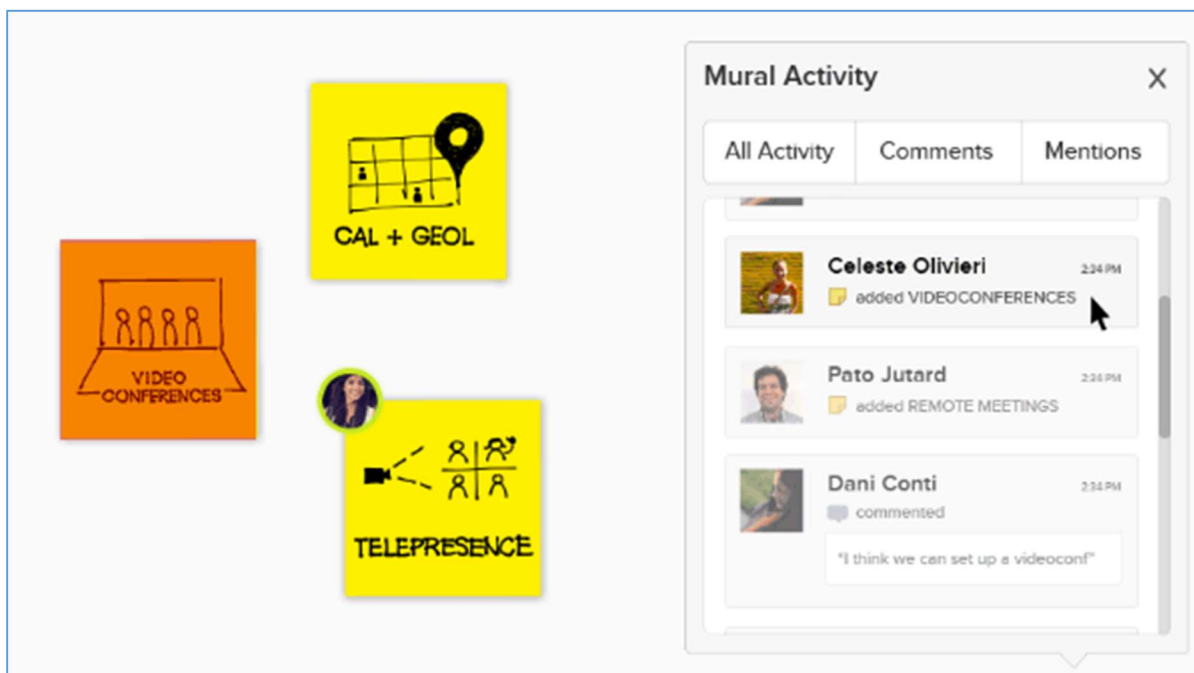 CAL + GEOL
VIDEO
CONFERENCES
TELEPRESENCE
Mural Activity
All Activity
Comments
Mentions
Celeste Olivieri
2:34 PM
added VIDEOCONFERENCES
Pato Jutard
2:34 PM
added REMOTE MEETINGS
Dani Conti
2:34 PM
commented
"I think we can set up a videoconf"